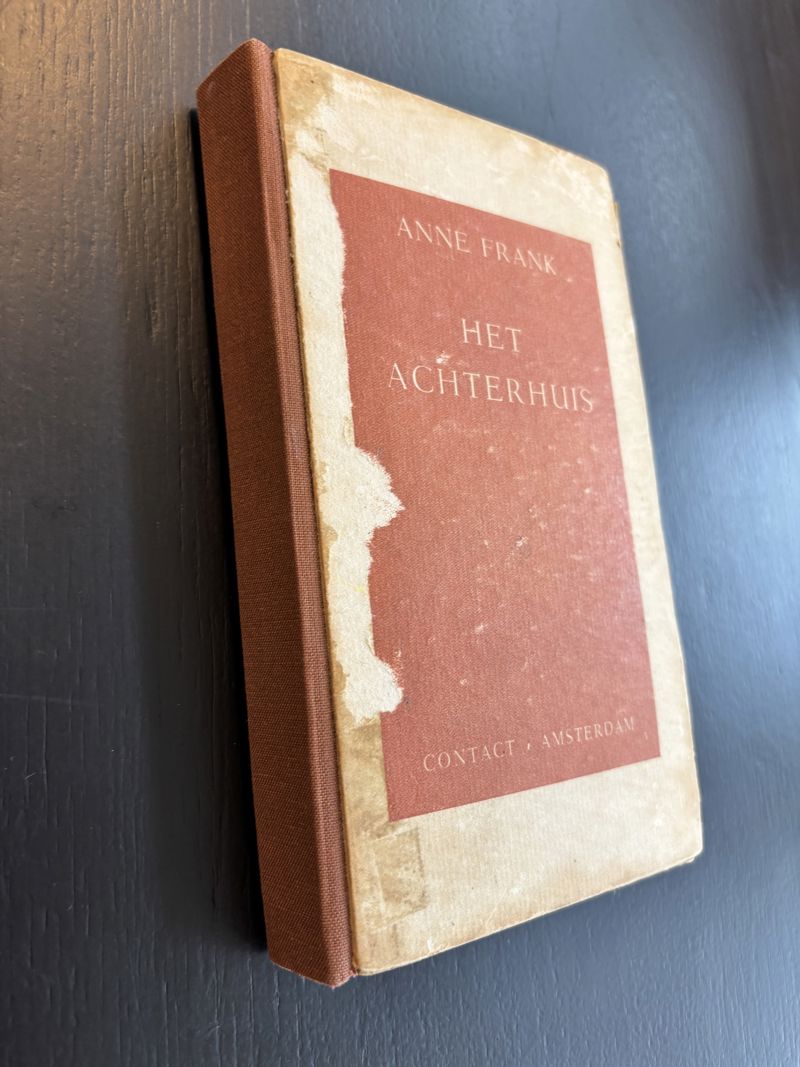 ANNE FRANK
HET
ACHTERHUIS
CONTACT • AMSTERDAM